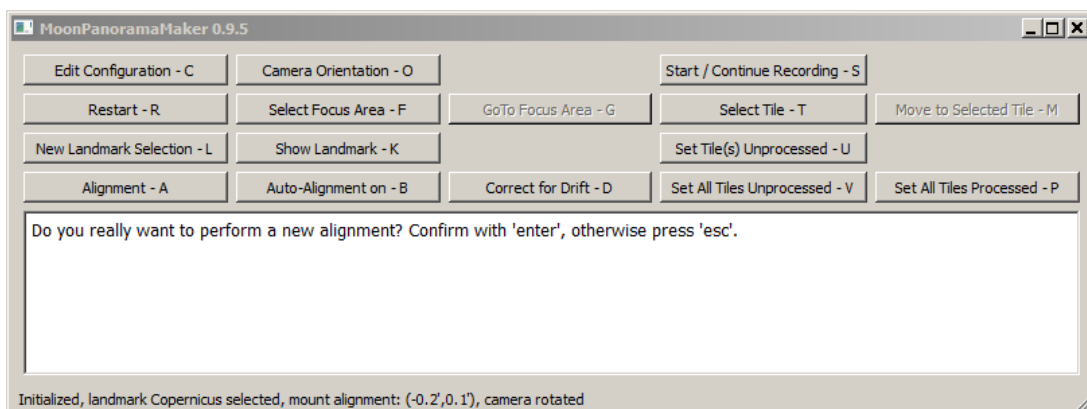 MoonPanoramaMaker 0.9.5
Edit Configuration - C Camera Orientation - O Start / Continue Recording - S
Restart - R Select Focus Area - F GoTo Focus Area - G Select Tile - T Move to Selected Tile - M
New Landmark Selection - L Show Landmark - K Set Tile(s) Unprocessed - U
Alignment - A Auto-Alignment on - B Correct for Drift - D Set All Tiles Unprocessed - V Set All Tiles Processed - P
Do you really want to perform a new alignment? Confirm with 'enter', otherwise press 'esc'.
Initialized, landmark Copernicus selected, mount alignment: (-0.2',0.1'), camera rotated